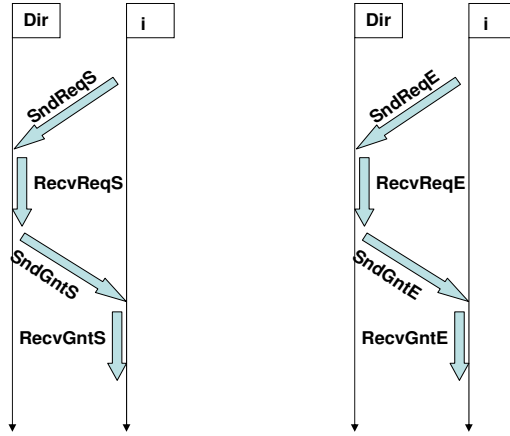 Dir
i
SndReqS
RecvReqS
SndGntS
RecvGntS
Dir
i
SndReqE
RecvReqE
SndGntE
RecvGntE